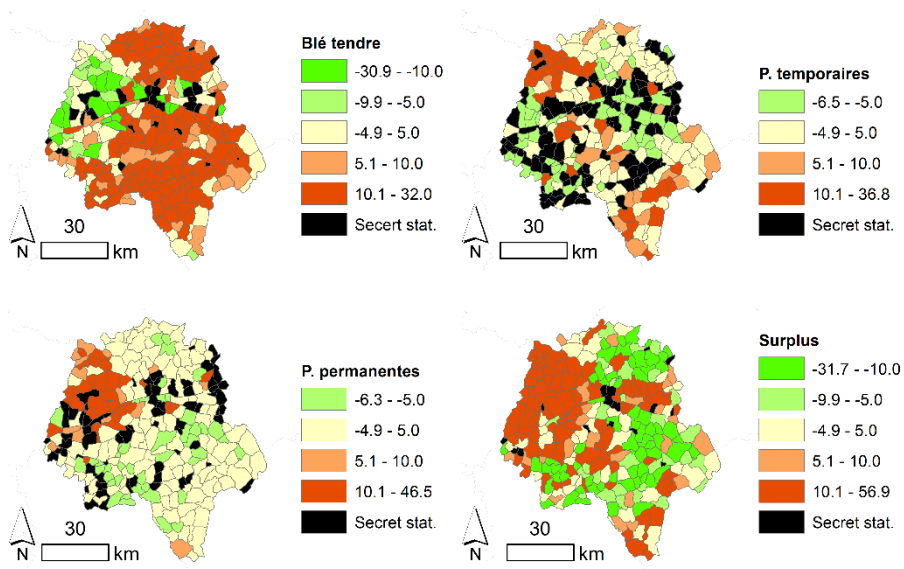 Blé tendre
-30.9 - -10.0
-9.9 - -5.0
-4.9 - 5.0
5.1 - 10.0
10.1 - 32.0
Secert stat.
30
km
N
P. temporaires
-6.5 - -5.0
-4.9 - 5.0
5.1 - 10.0
10.1 - 36.8
Secret stat.
30
km
N
P. permanentes
-6.3 - -5.0
-4.9 - 5.0
5.1 - 10.0
10.1 - 46.5
Secret stat.
30
km
N
Surplus
-31.7 - -10.0
-9.9 - -5.0
-4.9 - 5.0
5.1 - 10.0
10.1 - 56.9
Secret stat.
30
km
N